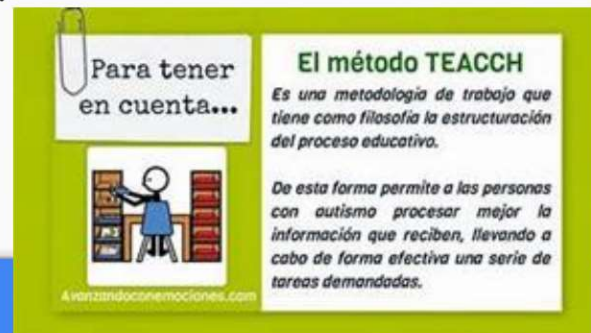 Para tener
en cuenta...
El método TEACCH
Es una metodología de trabajo que
tiene como filosofía la estructuración
del proceso educativo.
De esta forma permite a las personas
con autismo procesar mejor la
información que reciben, llevando a
cabo de forma efectiva una serie de
tareas demandadas.
Avanzandoconemociones.com